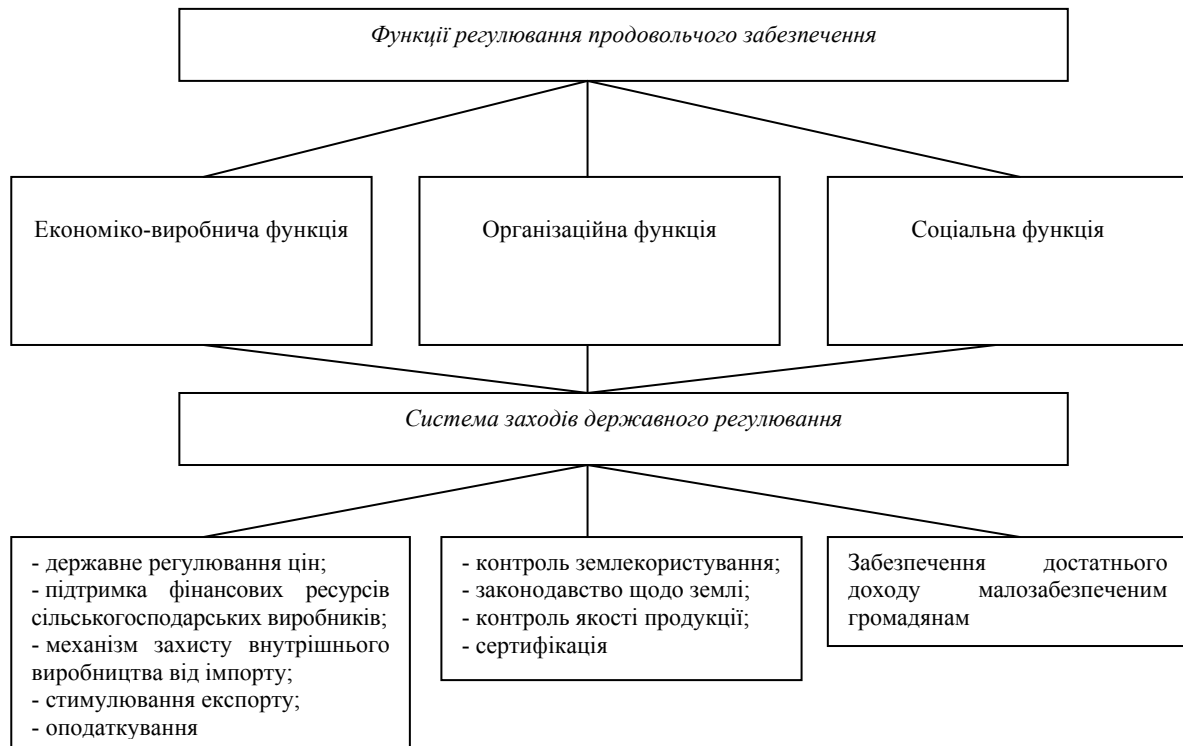 Функції регулювання продовольчого забезпечення
Економіко-виробнича функція
Організаційна функція
Соціальна функція
Система заходів державного регулювання
- державне регулювання цін;
- підтримка фінансових ресурсів
сільськогосподарських виробників;
- механізм захисту внутрішнього
виробництва від імпорту;
- стимулювання експорту;
- оподаткування
- контроль землекористування;
- законодавство щодо землі;
- контроль якості продукції;
- сертифікація
Забезпечення достатнього
доходу малозабезпеченим
громадянам